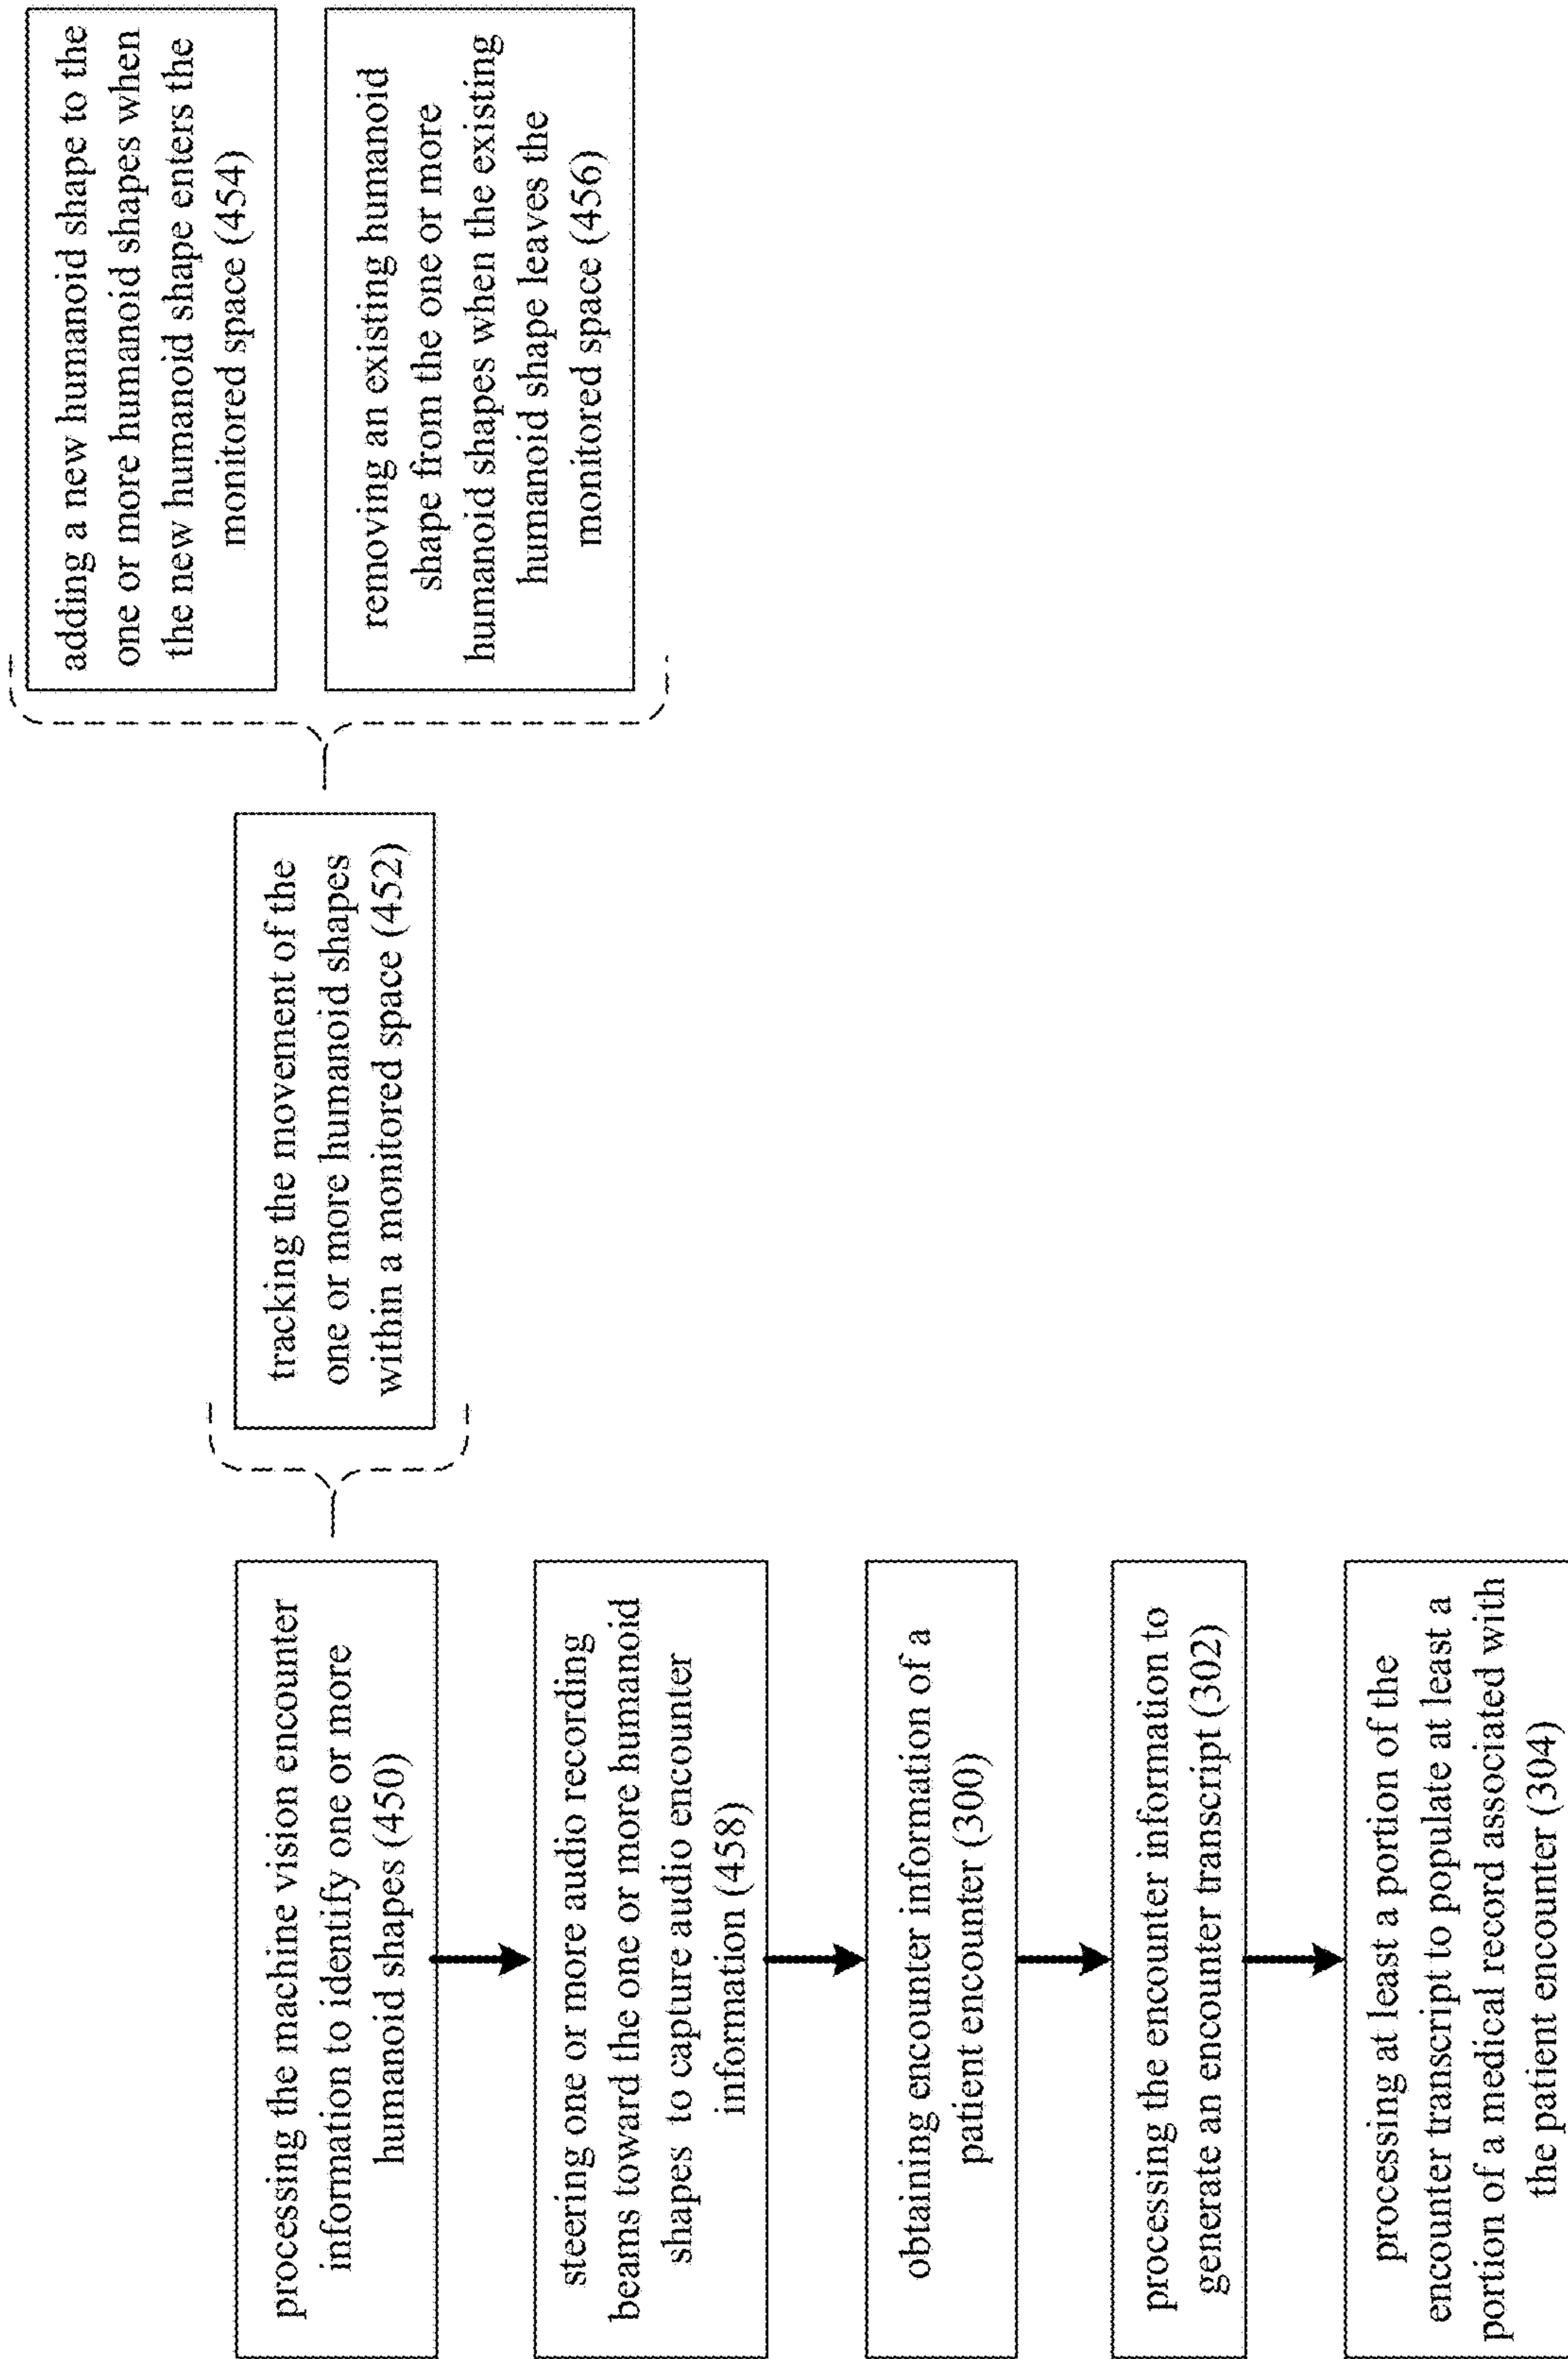 processing the machine vision encounter
information to identify one or more
humanoid shapes (450)
tracking the movement of the
one or more humanoid shapes
within a monitored space (452)
adding a new humanoid shape to the
one or more humanoid shapes when
the new humanoid shape enters the
monitored space (454)
removing an existing humanoid
shape from the one or more
humanoid shapes when the existing
humanoid shape leaves the
monitored space (456)
steering one or more audio recording
beams toward the one or more humanoid
shapes to capture audio encounter
information (458)
obtaining encounter information of a
patient encounter (300)
processing the encounter information to
generate an encounter transcript (302)
processing at least a portion of the
encounter transcript to populate at least a
portion of a medical record associated with
the patient encounter (304)